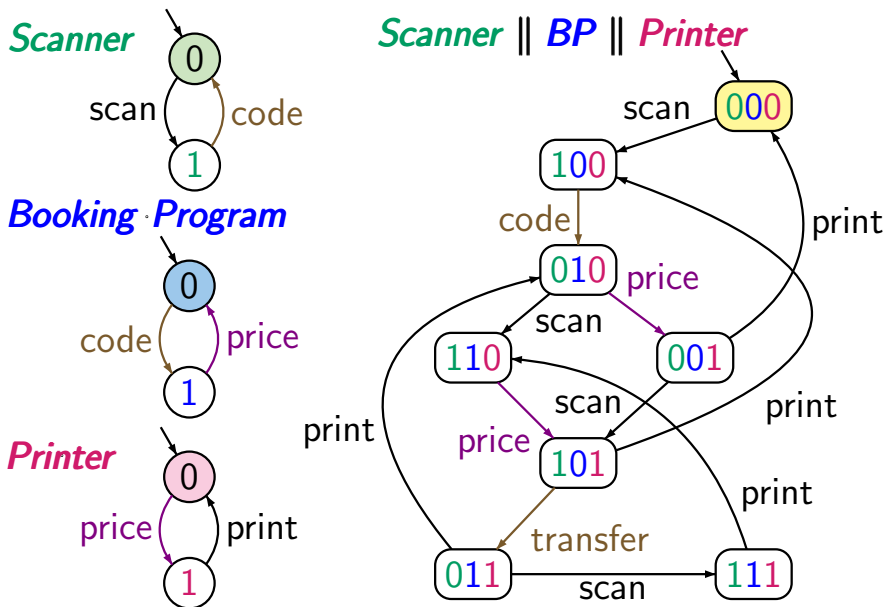 Scanner
0
scan
code
1
Booking Program
0
code
price
1
Printer
0
price
print
1
Scanner || BP || Printer
000
scan
100
code
print
010
price
scan
110
001
scan
print
price
print
101
print
transfer
011
scan
111